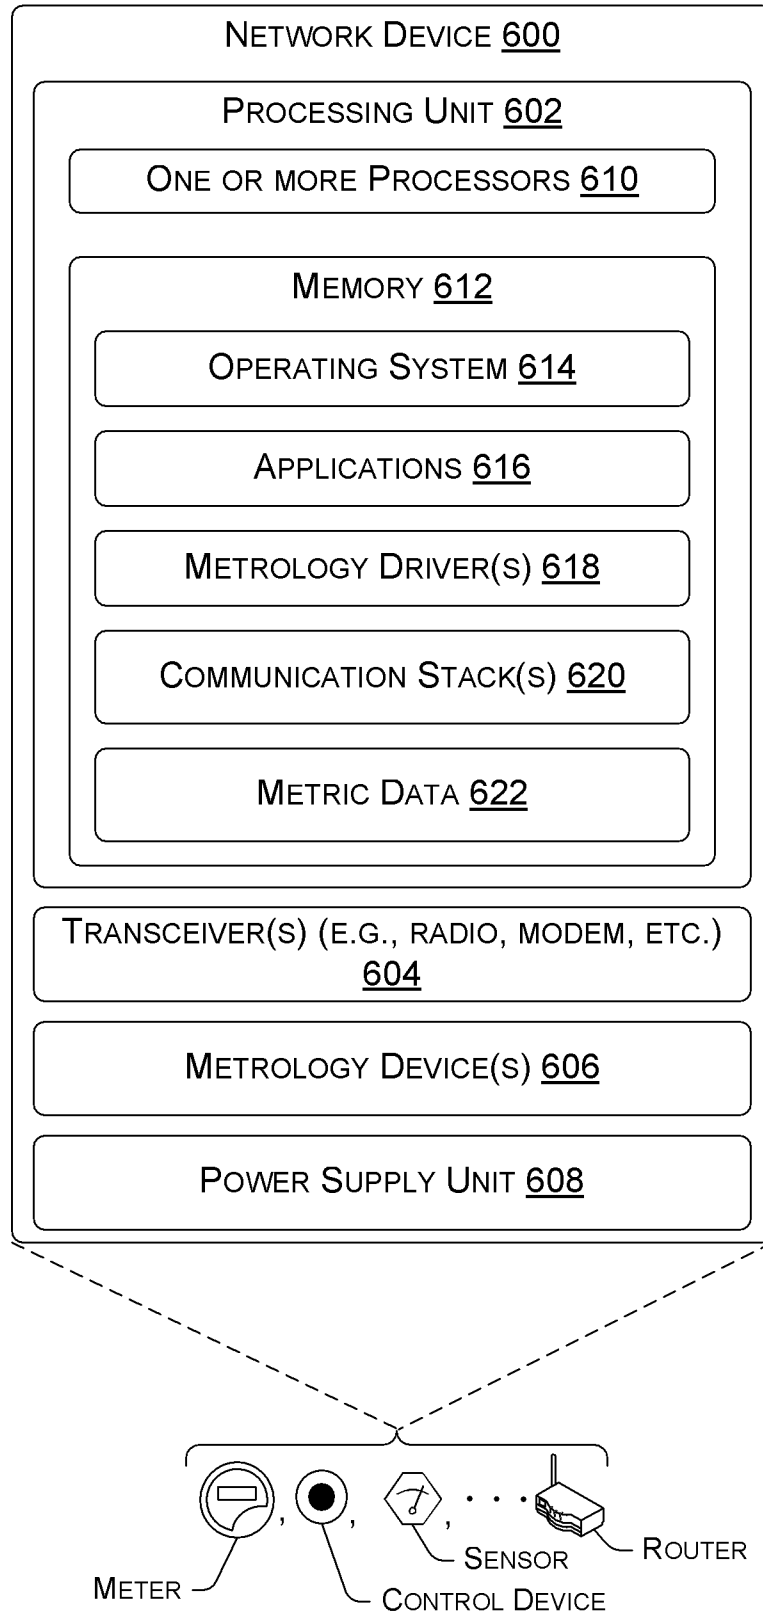 NETWORK DEVICE 600
PROCESSING UNIT 602
ONE OR MORE PROCESSORS 610
MEMORY 612
OPERATING SYSTEM 614
APPLICATIONS 616
METROLOGY DRIVER(S) 618
COMMUNICATION STACK(S) 620
METRIC DATA 622
TRANSCEIVER(S) (E.G., RADIO, MODEM, ETC.)
604
METROLOGY DEVICE(S) 606
POWER SUPPLY UNIT 608
, , , . . .
SENSOR
ROUTER
METER
CONTROL DEVICE